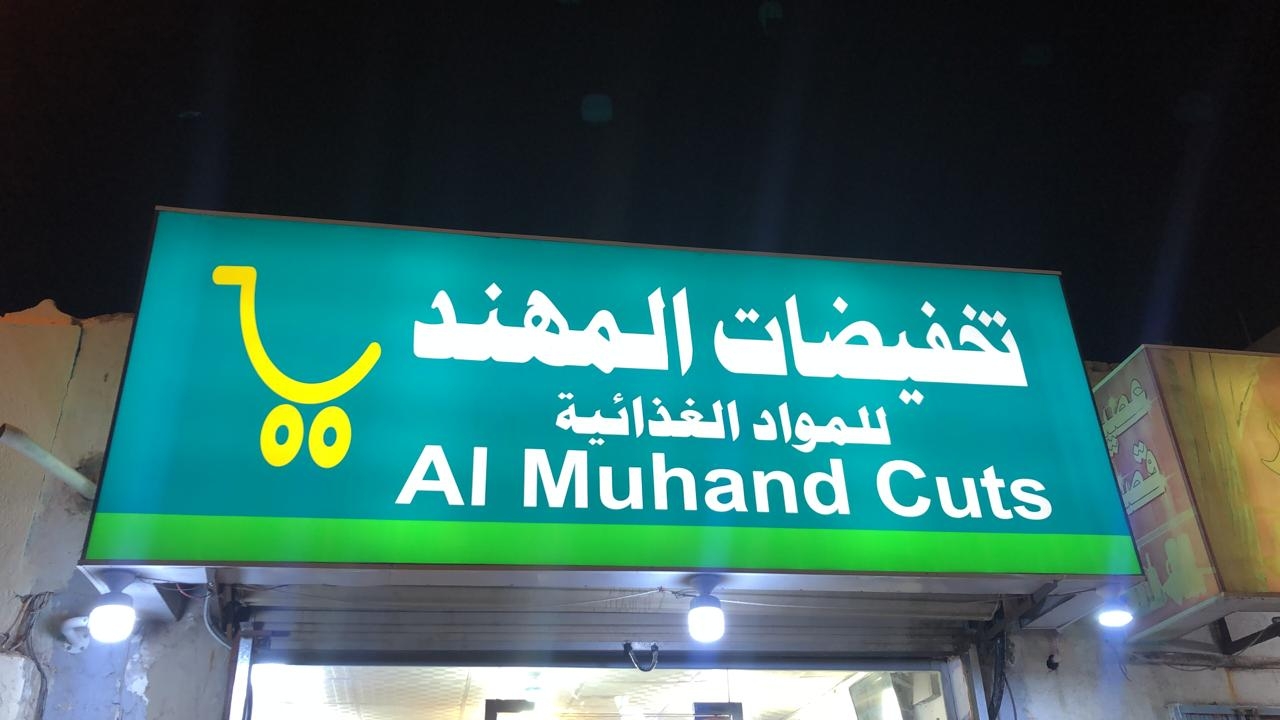 تخفيضات المهند
للمواد الغذائية
Al Muhand Cuts